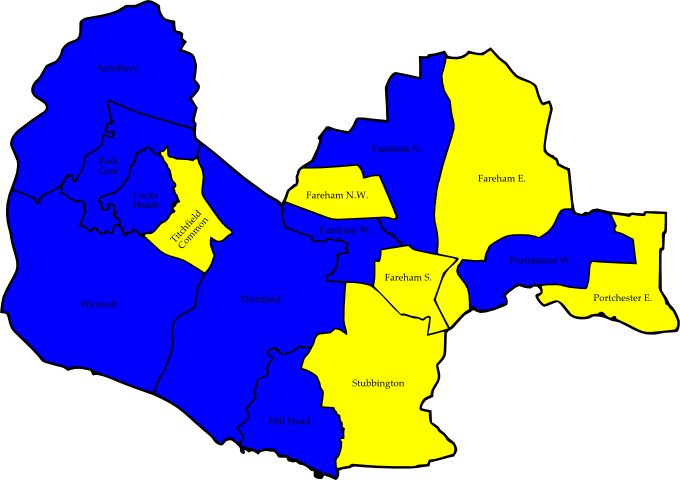 Sarisbury
Fareham N.
Park
Gate
Fareham E.
Locks
Heath
Fareham N.W.
Titchfield
Common
Fareham W.
Portchester W.
Fareham S.
Titchfield
Portchester E.
Warsash
Stubbington
Hill Head